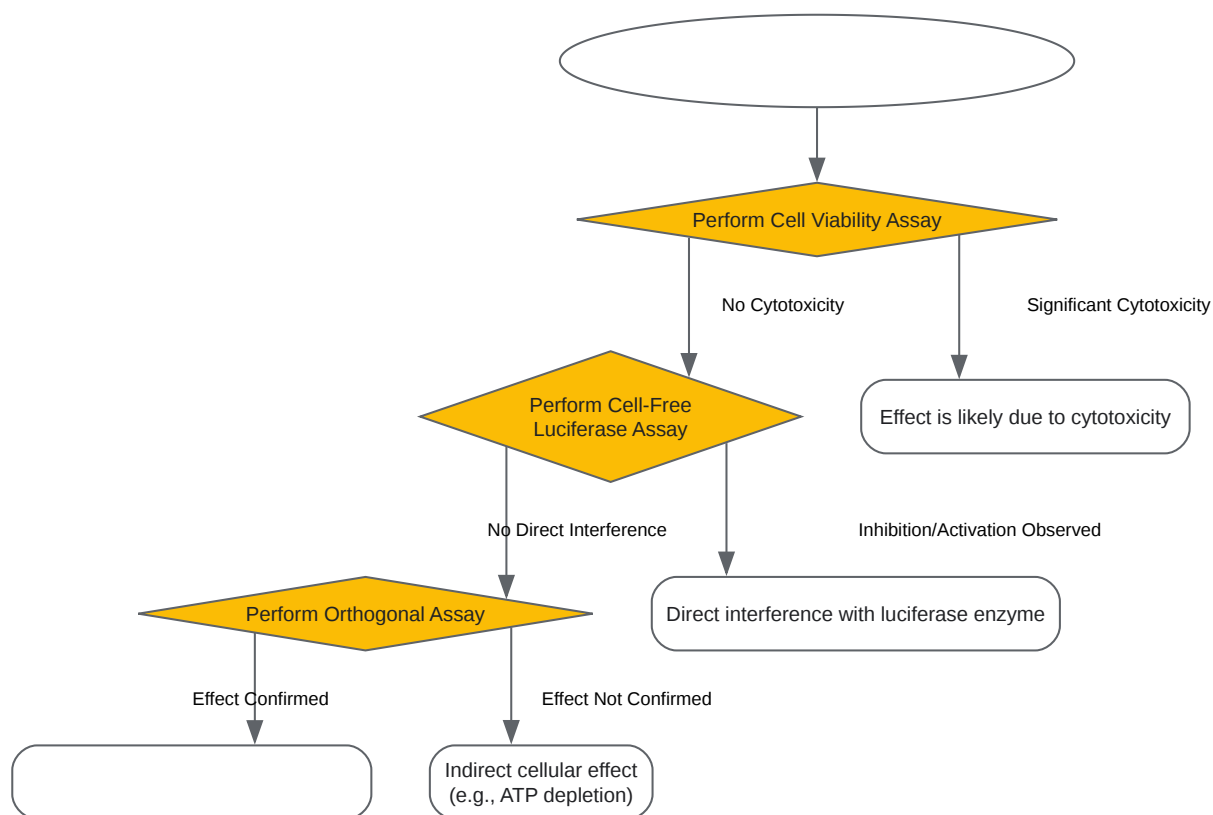 Perform Cell Viability Assay
No Cytotoxicity
Significant Cytotoxicity
Perform Cell-Free
Luciferase Assay
Effect is likely due to cytotoxicity
No Direct Interference
Inhibition/Activation Observed
Perform Orthogonal Assay
Direct interference with luciferase enzyme
Effect Confirmed
Effect Not Confirmed
Indirect cellular effect
(e.g., ATP depletion)